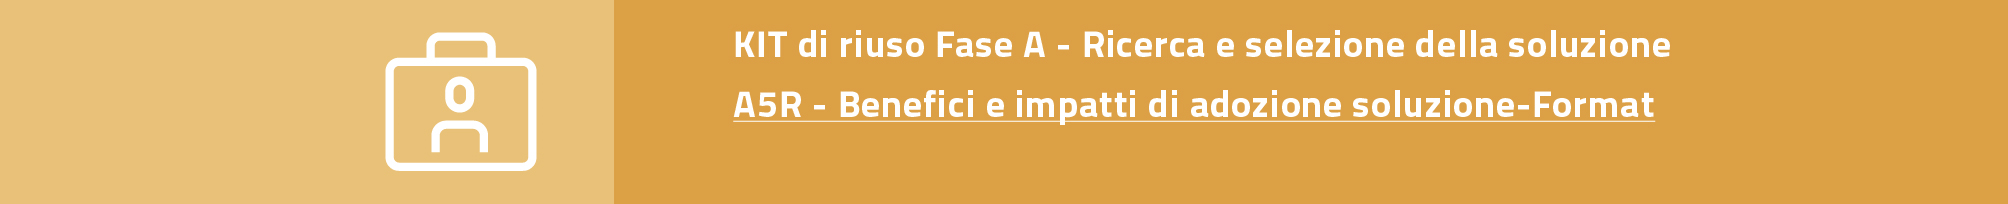 KIT di riuso Fase A - Ricerca e selezione della soluzione
A5R - Benefici e impatti di adozione soluzione-Format